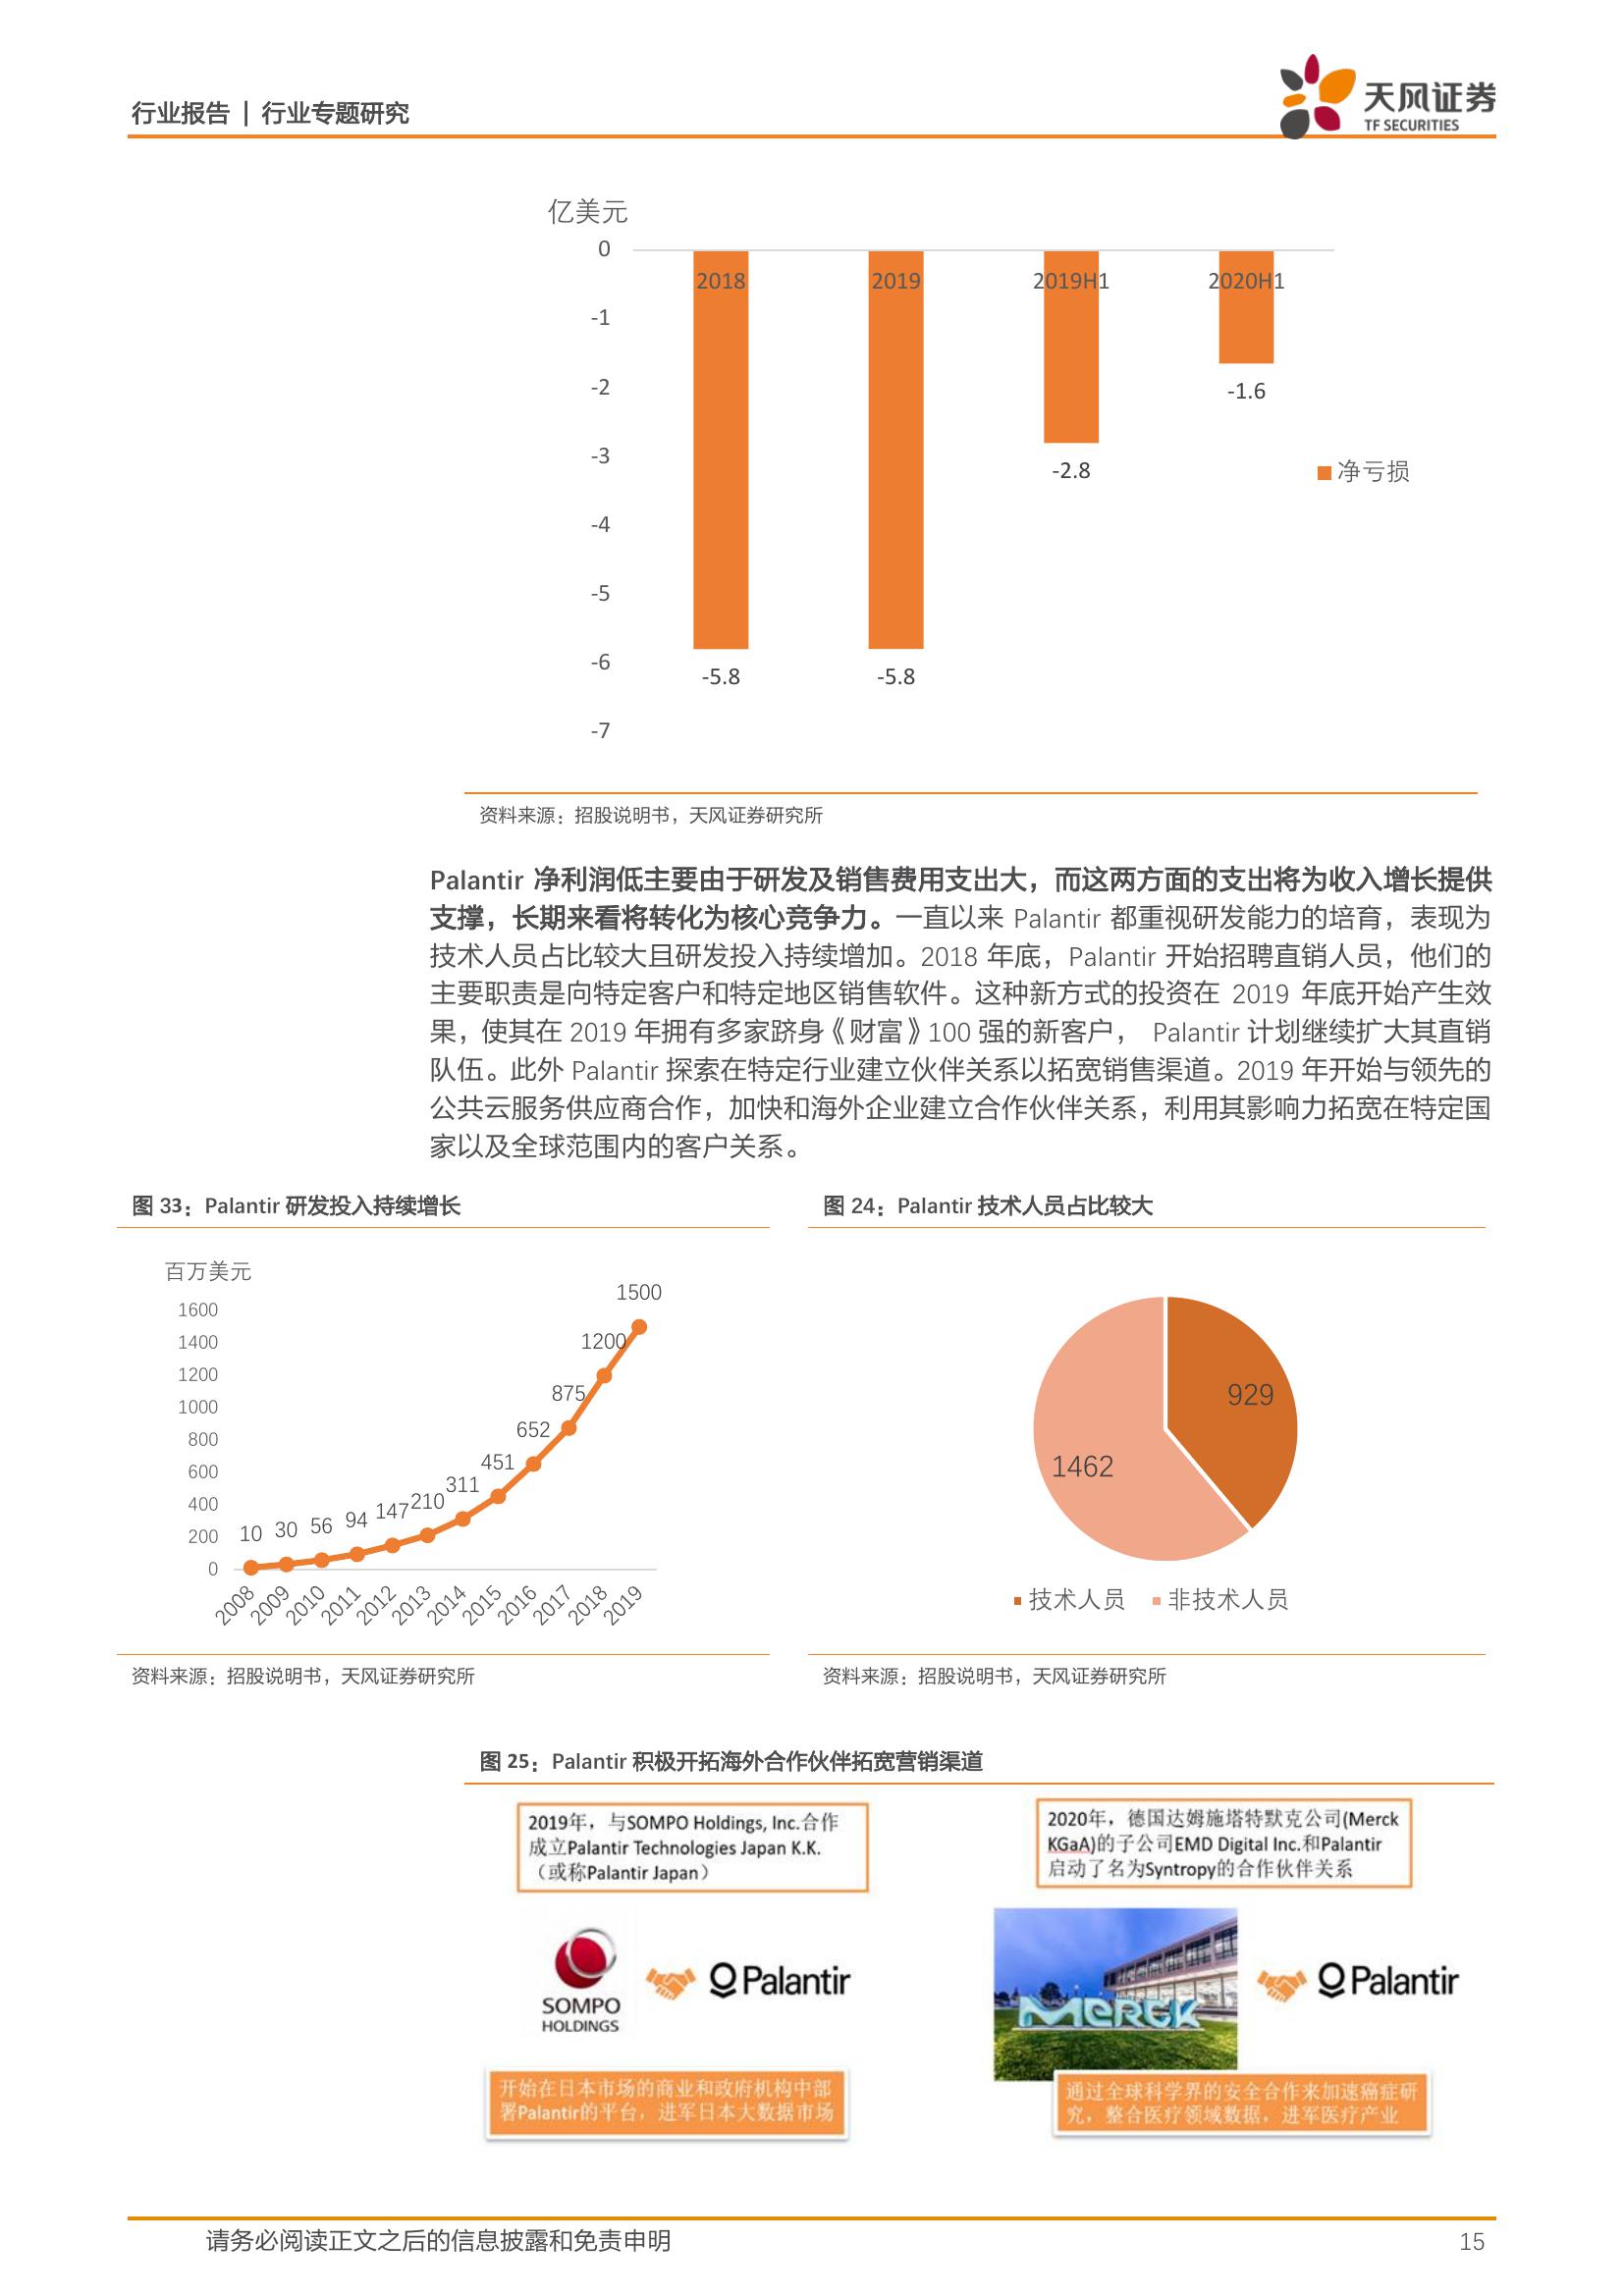 行业报告 | 行业专题研究
天风证券
TF SECURITIES
亿美元
0
-1
-2
-3
-4
-5
-6
-7
2018
2019
2019H1
2020H1
-5.8
-5.8
-2.8
-1.6
净亏损
资料来源：招股说明书，天风证券研究所
Palantir 净利润低主要由于研发及销售费用支出大，而这两方面的支出将为收入增长提供
支撑，长期来看将转化为核心竞争力。一直以来 Palantir 都重视研发能力的培育，表现为
技术人员占比较大且研发投入持续增加。2018 年底，Palantir 开始招聘直销人员，他们的
主要职责是向特定客户和特定地区销售软件。这种新方式的投资在 2019 年底开始产生效
果，使其在 2019 年拥有多家跻身《财富》100 强的新客户， Palantir 计划继续扩大其直销
队伍。此外 Palantir 探索在特定行业建立伙伴关系以拓宽销售渠道。2019 年开始与领先的
公共云服务供应商合作，加快和海外企业建立合作伙伴关系，利用其影响力拓宽在特定国
家以及全球范围内的客户关系。
图 33：Palantir 研发投入持续增长
百万美元
1600
1400
1200
1000
800
600
400
200
0
10 30 56 94 147 210 311 451 652 875 1200 1500
2008 2009 2010 2011 2012 2013 2014 2015 2016 2017 2018 2019
资料来源：招股说明书，天风证券研究所
图 24：Palantir 技术人员占比较大
929
1462
技术人员 非技术人员
资料来源：招股说明书，天风证券研究所
图 25：Palantir 积极开拓海外合作伙伴拓宽营销渠道
2019年，与SOMPO Holdings, Inc.合作
成立Palantir Technologies Japan K.K.
（或称Palantir Japan）
SOMPO
HOLDINGS
Palantir
开始在日本市场的商业和政府机构中部
署Palantir的平台，进军日本大数据市场
2020年，德国达姆施塔特默克公司(Merck
KGaA)的子公司EMD Digital Inc.和Palantir
启动了名为Syntropy的合作伙伴关系
MERCK
Palantir
通过全球科学界的安全合作来加速癌症研
究，整合医疗领域数据，进军医疗产业
请务必阅读正文之后的信息披露和免责申明
15